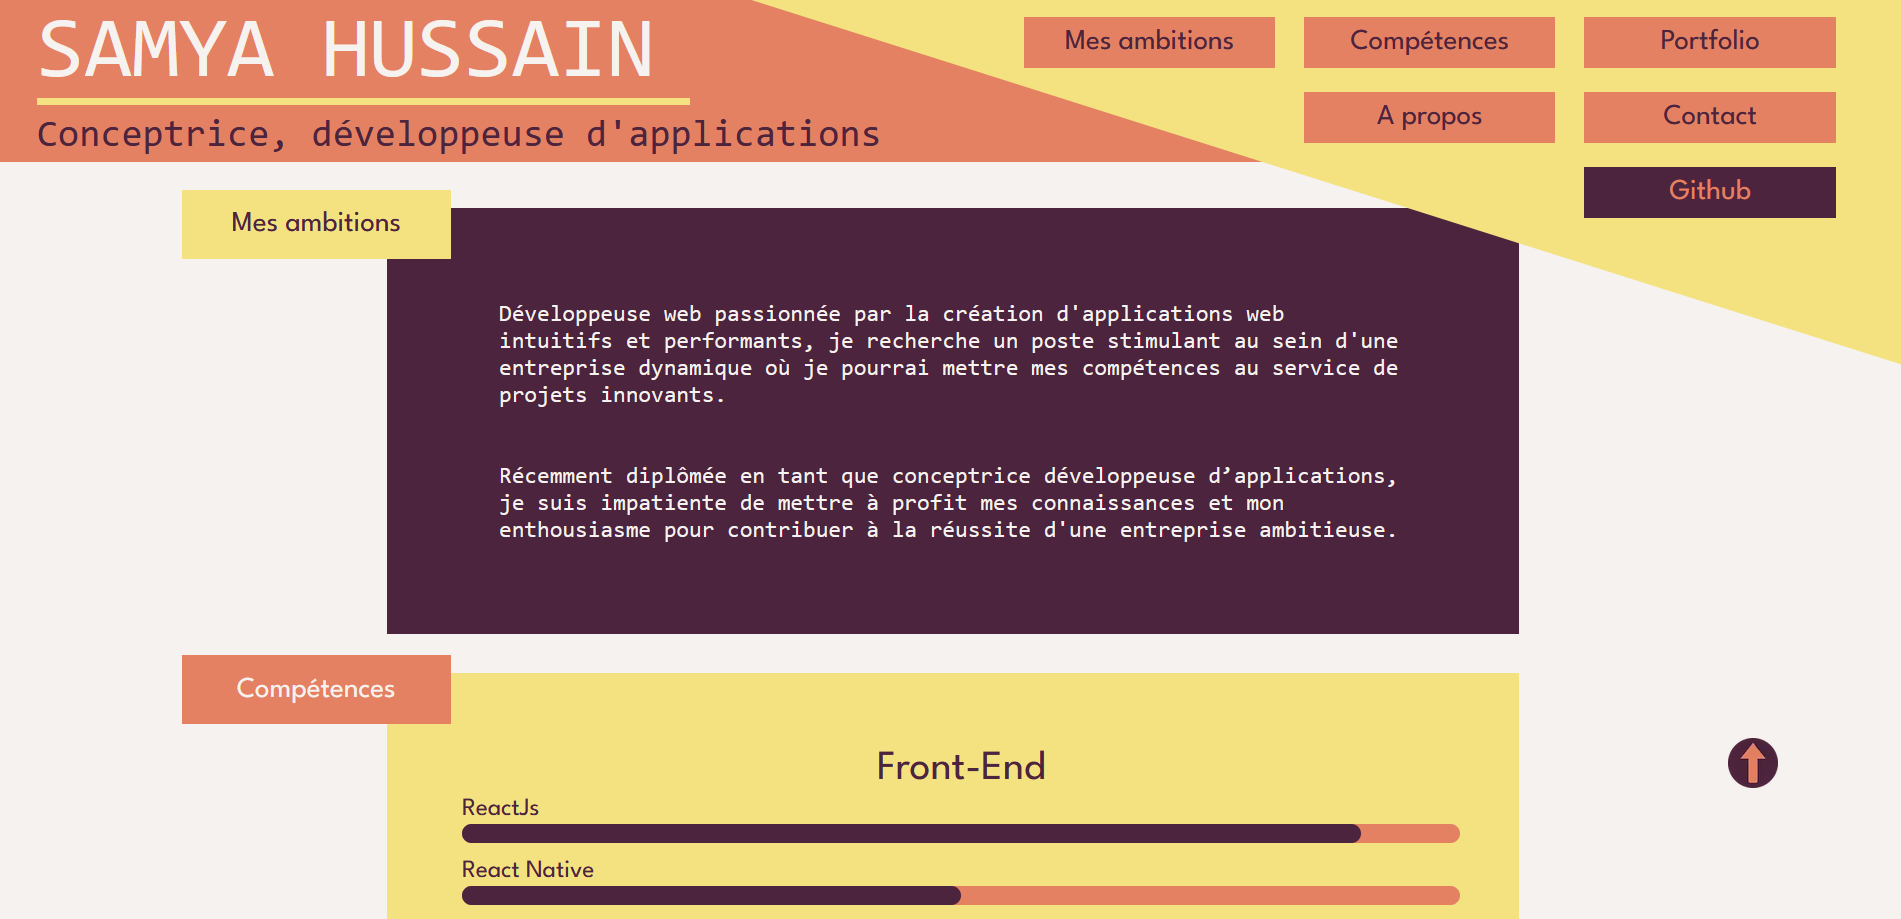 SAMYA HUSSAIN
Conceptrice, développeuse d'applications
Mes ambitions
Compétences
Portfolio
A propos
Contact
Github
Mes ambitions
Développeuse web passionnée par la création d'applications web
intuitifs et performants, je recherche un poste stimulant au sein d'une
entreprise dynamique où je pourrai mettre mes compétences au service de
projets innovants.
Récemment diplômée en tant que conceptrice développeuse d’applications,
je suis impatiente de mettre à profit mes connaissances et mon
enthousiasme pour contribuer à la réussite d'une entreprise ambitieuse.
Compétences
Front-End
ReactJs
React Native